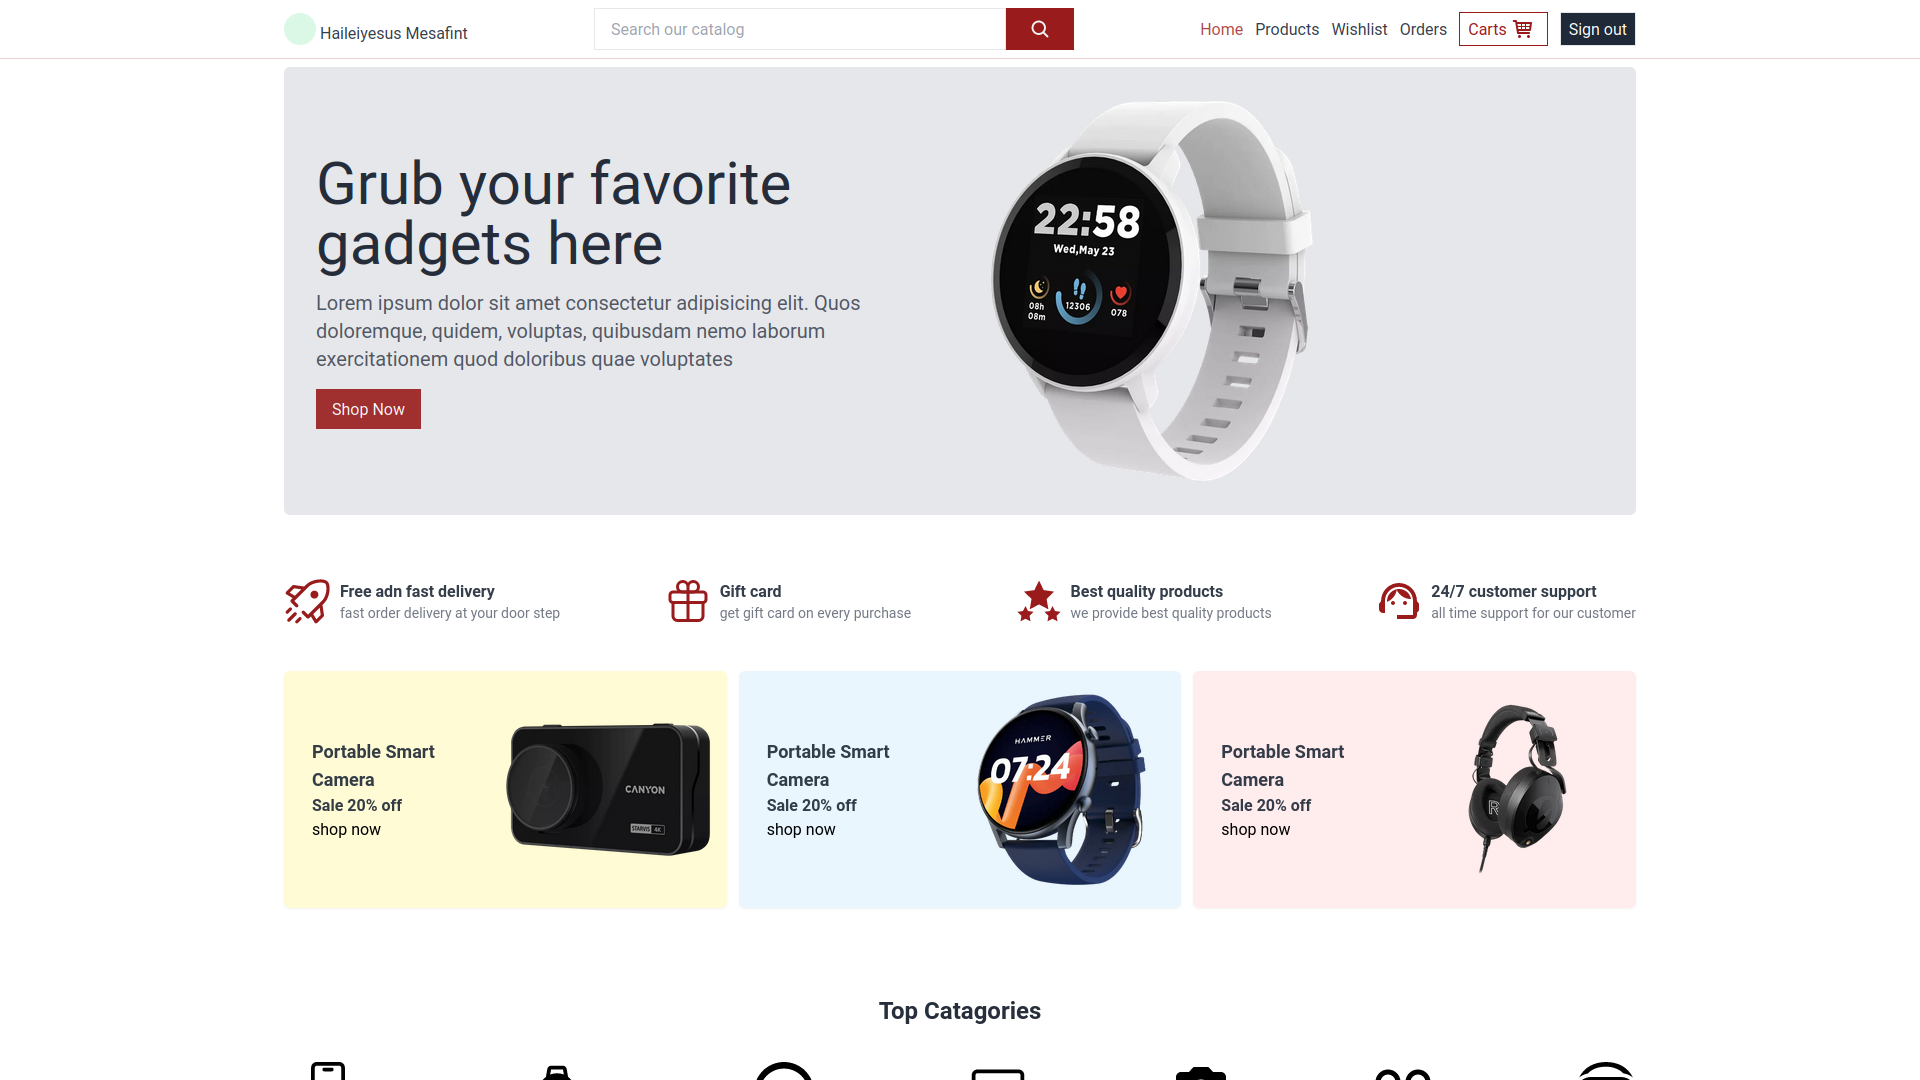 Haileiyesus Mesafint
Search our catalog
Home Products Wishlist Orders Carts Sign out
Grub your favorite
gadgets here
Lorem ipsum dolor sit amet consectetur adipisicing elit. Quos
doloremque, quidem, voluptas, quibusdam nemo laborum
exercitationem quod doloribus quae voluptates
Shop Now
22:58
Wed,May 23
08h
08m
12306
078
Free adn fast delivery
fast order delivery at your door step
Gift card
get gift card on every purchase
Best quality products
we provide best quality products
24/7 customer support
all time support for our customer
Portable Smart
Camera
Sale 20% off
shop now
CANYON
STARVIS 4K
Portable Smart
Camera
Sale 20% off
shop now
HAMMER
07:24
Portable Smart
Camera
Sale 20% off
shop now
R
Top Catagories